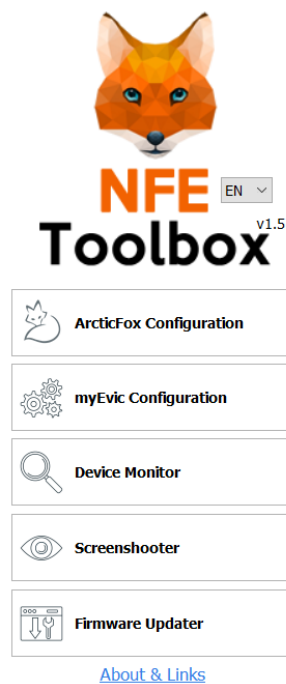 NFE
EN
v1.5
Toolbox
ArcticFox Configuration
myEvic Configuration
Device Monitor
Screenshooter
Firmware Updater
About & Links